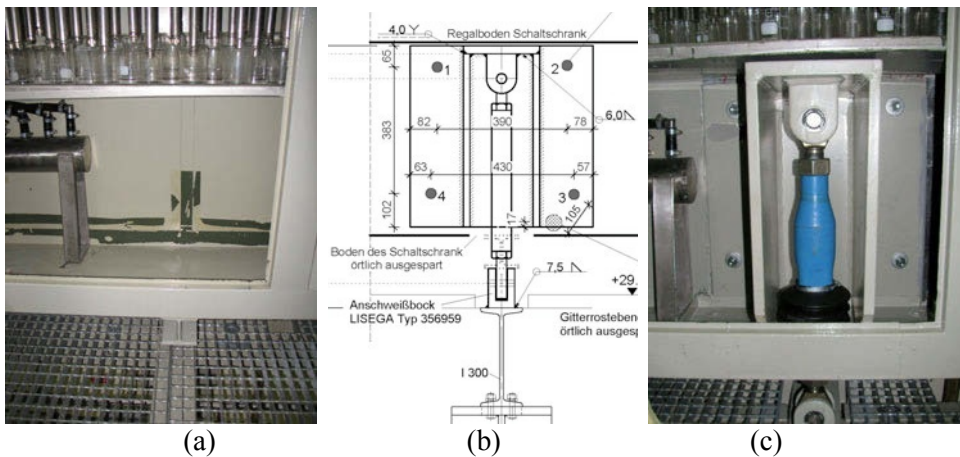 4,0
Regalboden Schaltschrank
65
1
2
6,0
383
82
390
78
63
430
57
4
3
102
17
105
Boden des Schaltschrank
örtlich ausgespart
7,5
+29.
Anschweißbock
LISEGA Typ 356959
Gitterrosteben
örtlich ausgesp
I 300
(a)
(b)
(c)